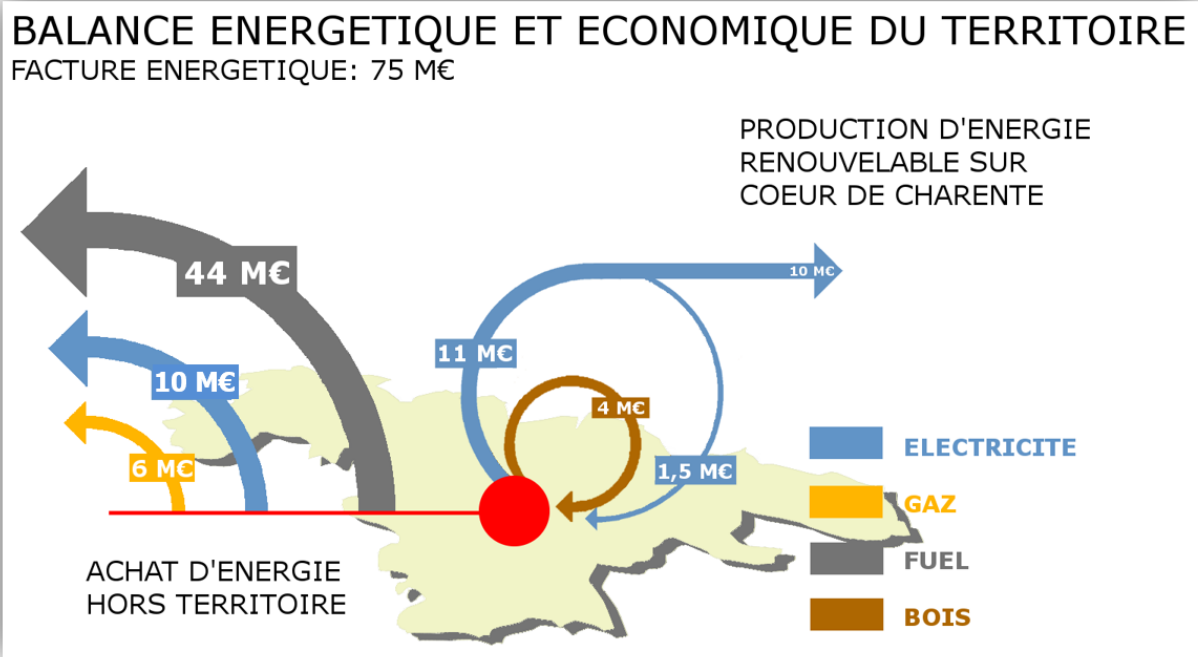 BALANCE ENERGETIQUE ET ECONOMIQUE DU TERRITOIRE
FACTURE ENERGETIQUE: 75 M€
PRODUCTION D'ENERGIE
RENOUVELABLE SUR
COEUR DE CHARENTE
44 M€
10 M€
11 M€
10 M€
4 M€
6 M€
1,5 M€
ELECTRICITE
GAZ
FUEL
BOIS
ACHAT D'ENERGIE
HORS TERRITOIRE